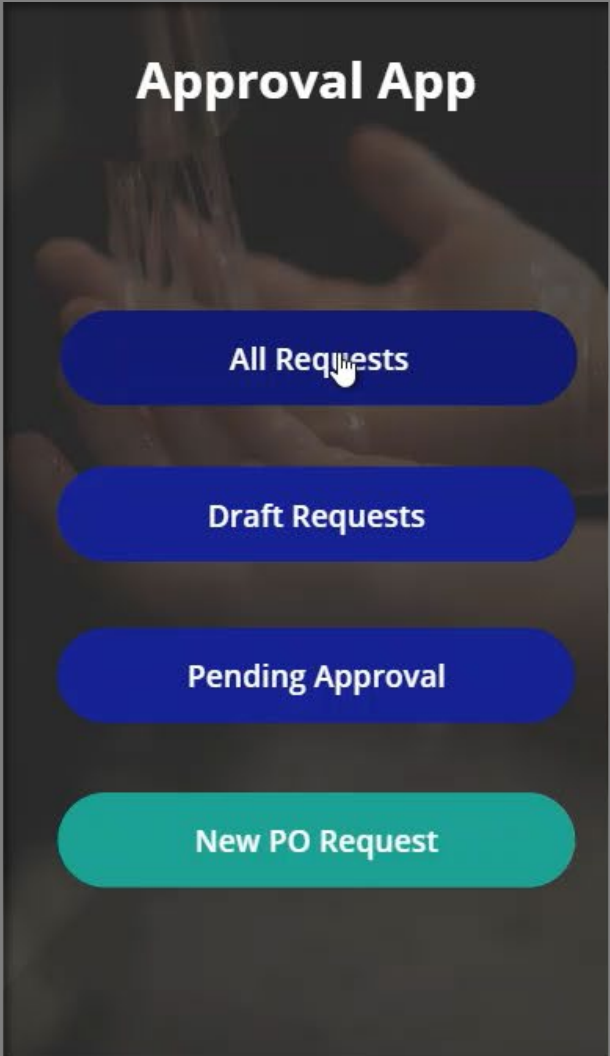 Approval App
All Requests
Draft Requests
Pending Approval
New PO Request